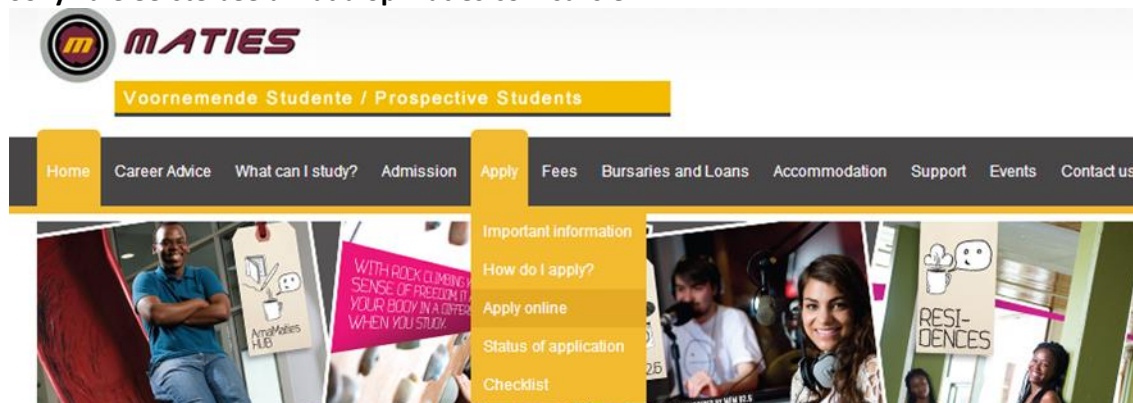 MATIES
Voornemende Studente / Prospective Students
Home Career Advice What can I study? Admission Apply Fees Bursaries and Loans Accommodation Support Events Contact us
Important information
How do I apply?
Apply online
Status of application
Checklist
AmaMaties
HUB
WITH ROCK CLIMBING
SENSE OF FREEDOM
YOUR BODY IN A
WHEN YOU STUDY.
RESI-
DENCES